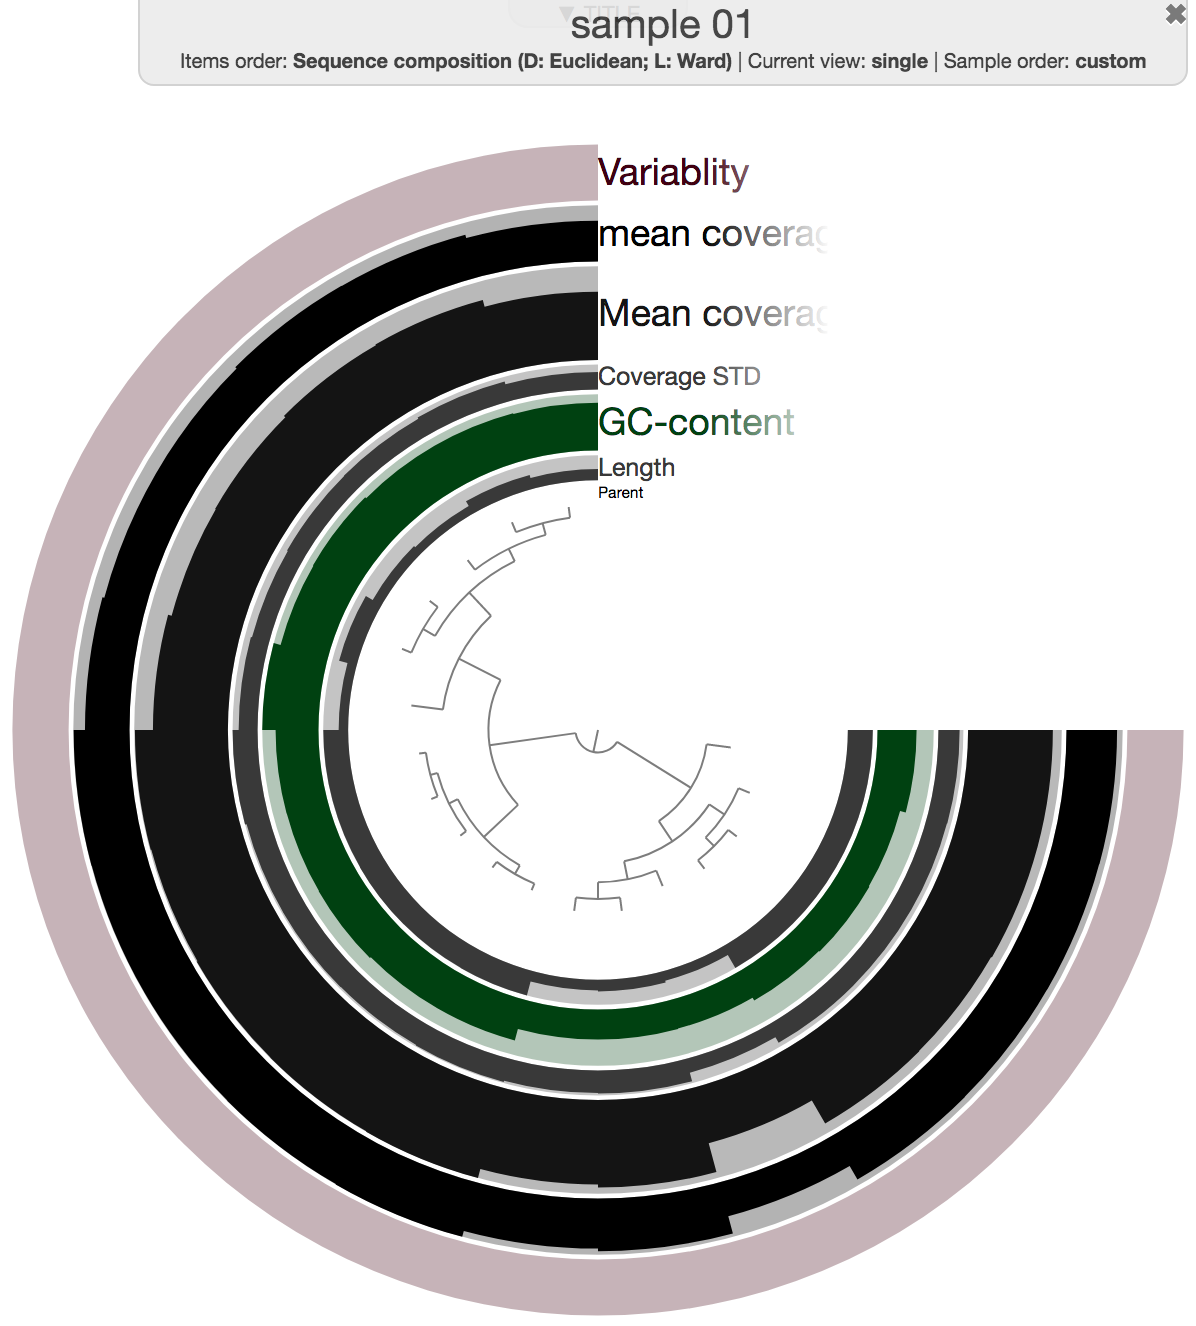 ▼ TITLE
sample 01
Items order: Sequence composition (D: Euclidean; L: Ward) | Current view: single | Sample order: custom
Variablity
mean coverag
Mean coverag
Coverage STD
GC-content
Length
Parent